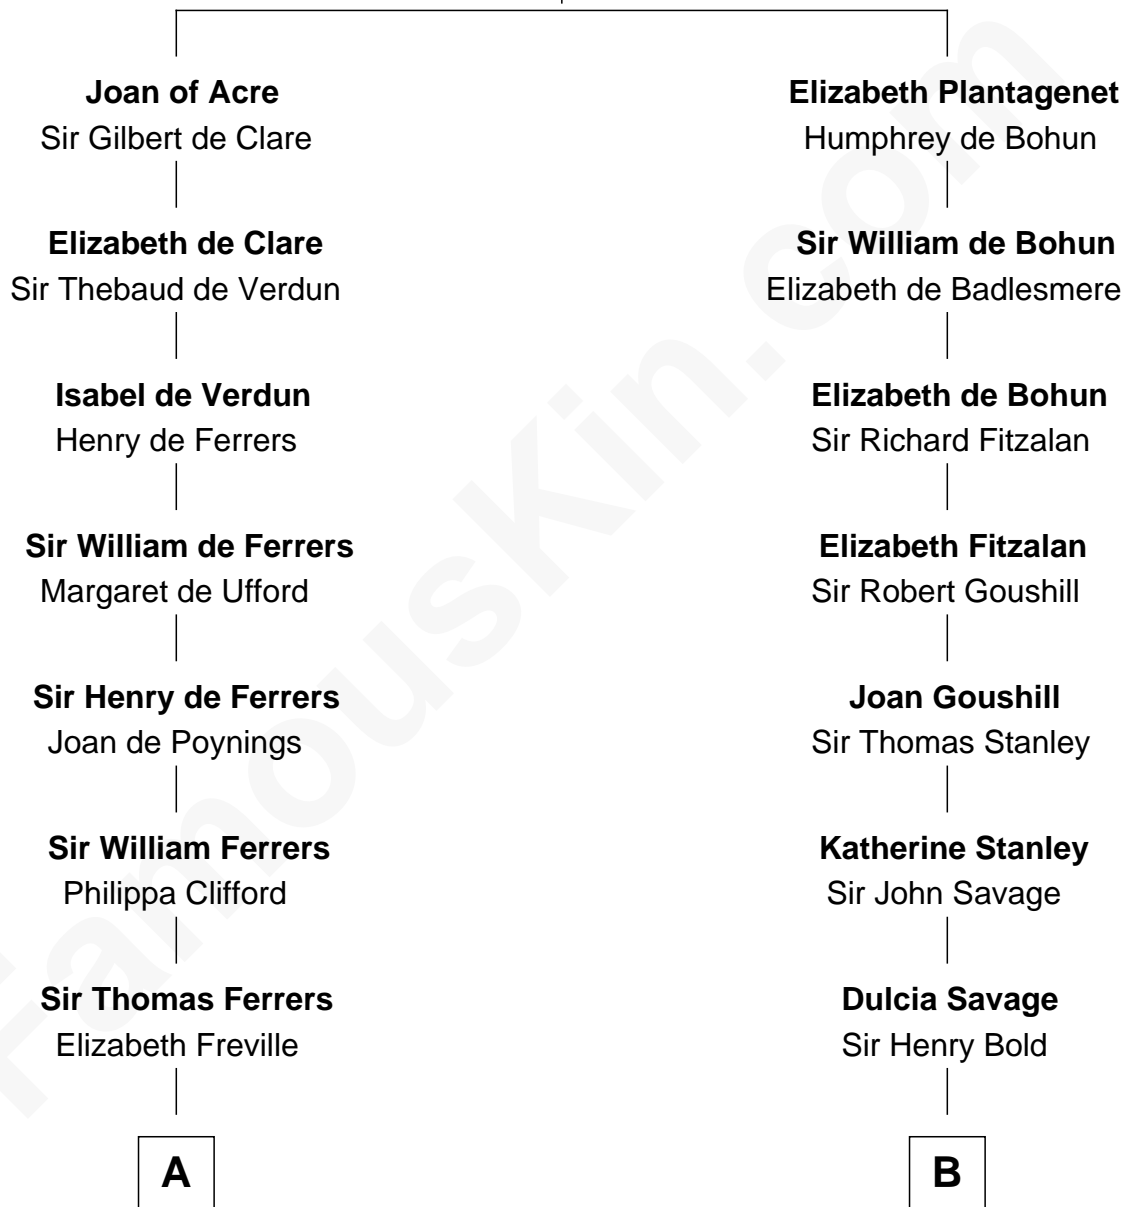 Joan of Acre
Sir Gilbert de Clare
Elizabeth de Clare
Sir Thebaud de Verdun
Isabel de Verdun
Henry de Ferrers
Sir William de Ferrers
Margaret de Ufford
Sir Henry de Ferrers
Joan de Poynings
Sir William Ferrers
Philippa Clifford
Sir Thomas Ferrers
Elizabeth Freville
A
Elizabeth Plantagenet
Humphrey de Bohun
Sir William de Bohun
Elizabeth de Badlesmere
Elizabeth de Bohun
Sir Richard Fitzalan
Elizabeth Fitzalan
Sir Robert Goushill
Joan Goushill
Sir Thomas Stanley
Katherine Stanley
Sir John Savage
Dulcia Savage
Sir Henry Bold
B
FamousKin.com